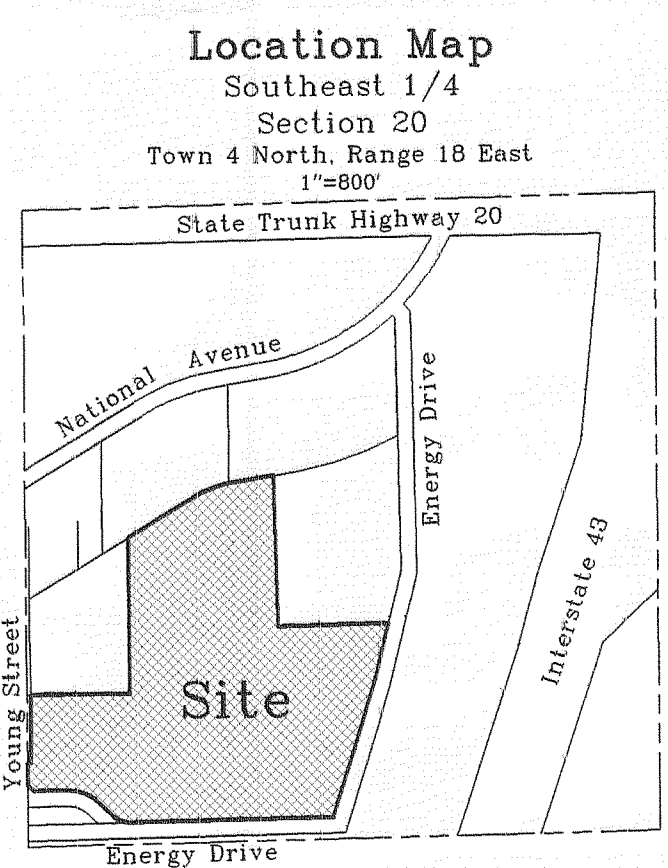 Location Map
Southeast 1/4
Section 20
Town 4 North, Range 18 East
1"=800'
State Trunk Highway 20
National Avenue
Energy Drive
Interstate 43
Young Street
Site
Energy Drive